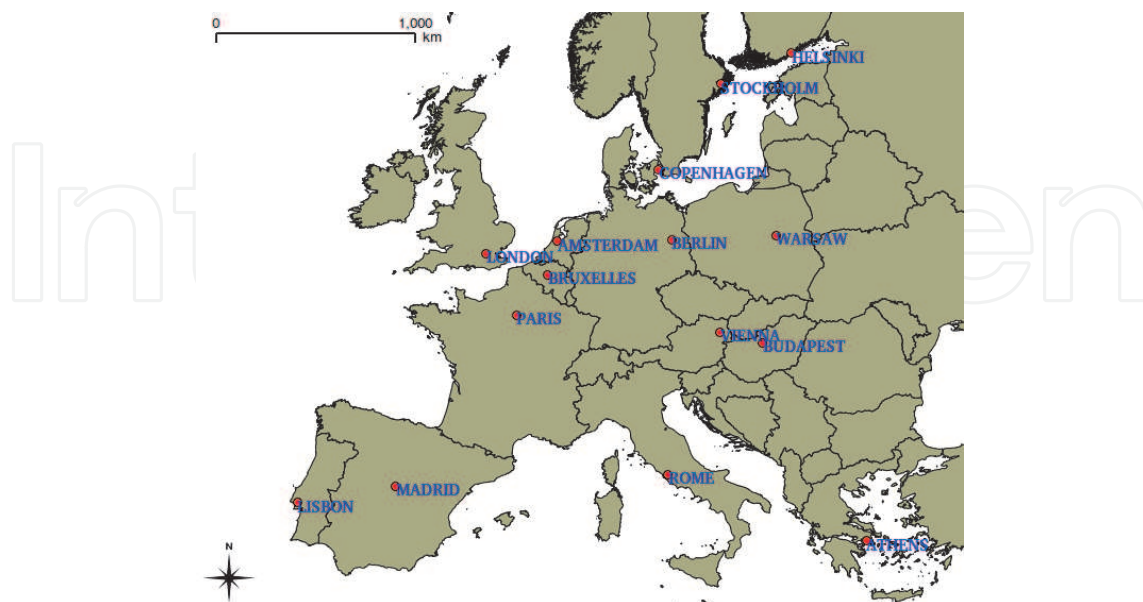 0 1,000
km
HELSINKI
STOCKHOLM
COPENHAGEN
WARSAW
AMSTERDAM BERLIN
LONDON
BRUXELLES
PARIS
VIENNA
BUDAPEST
ROME
MADRID
LISBON
ATHENS
N